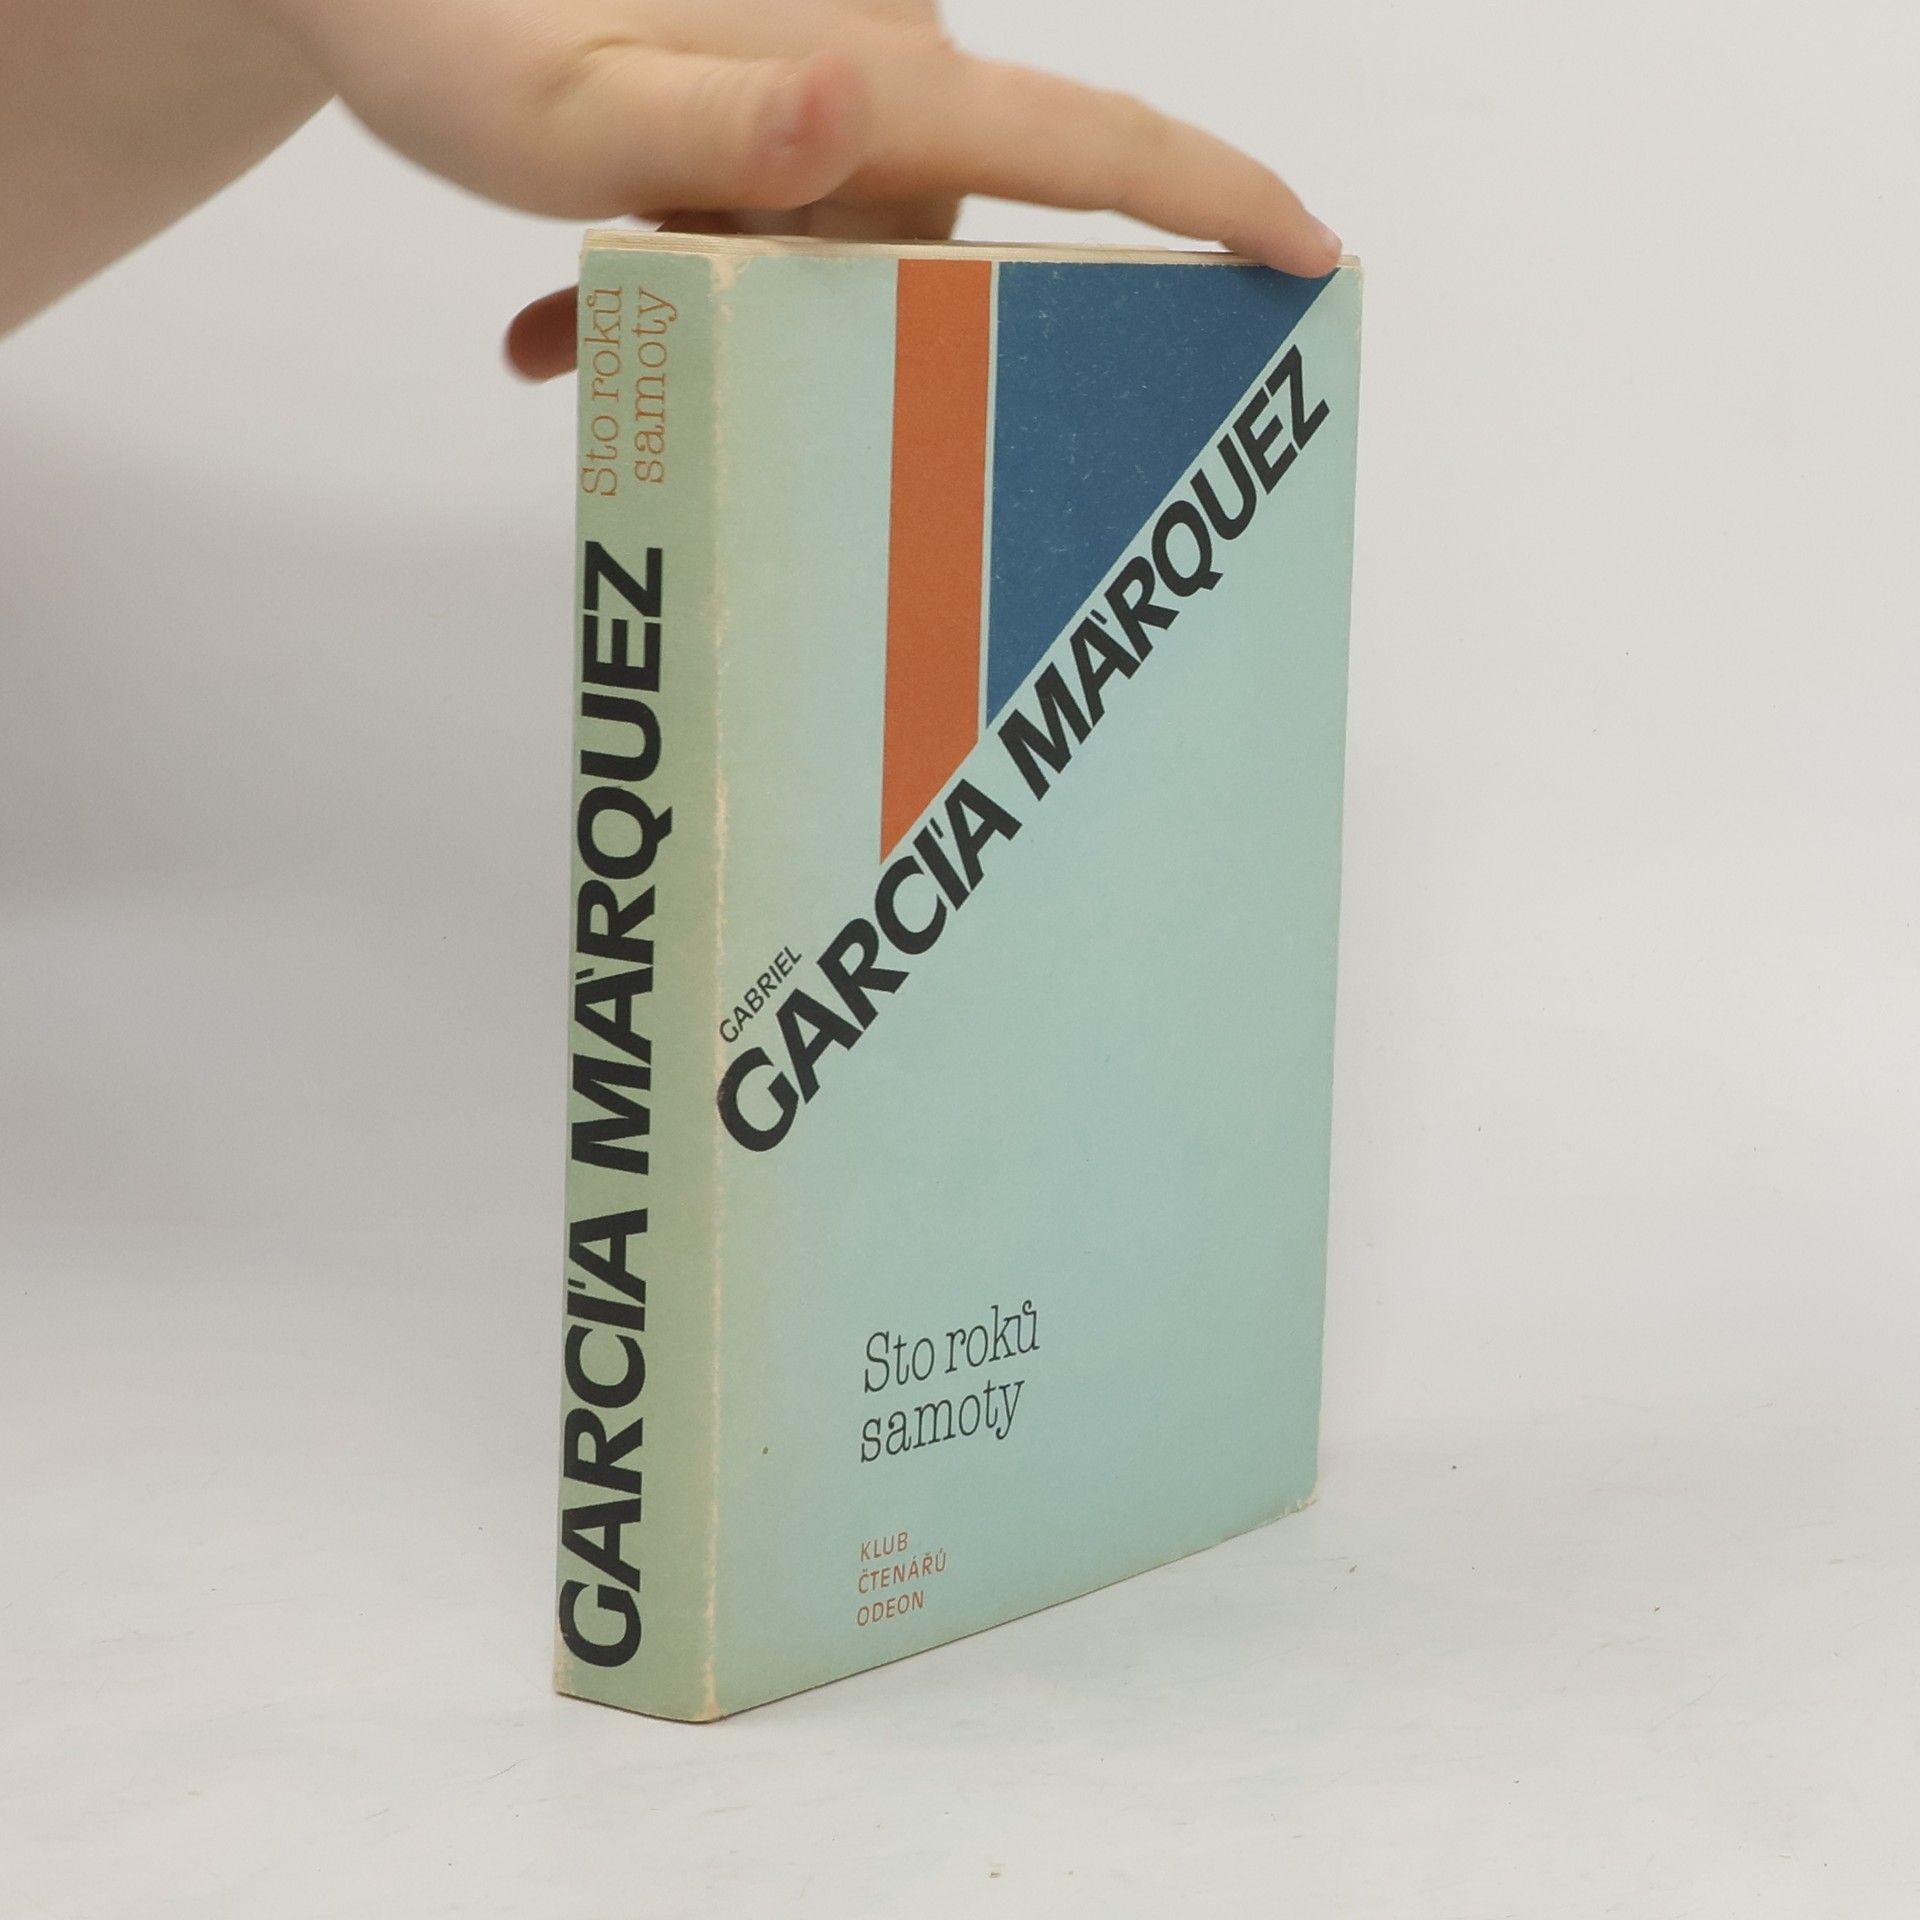 Sto roků
samoty
GARCÍA MÁRQUEZ
GABRIEL
GARCÍA MÁRQUEZ
Sto roků
samoty
KLUB
ČTENÁŘŮ
ODEON